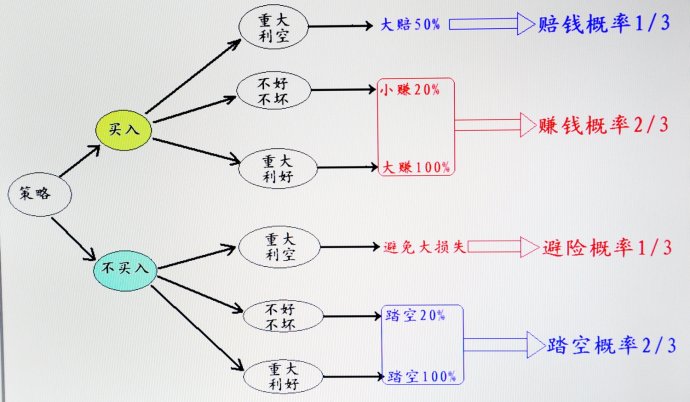 重大
利空
大赔50%
赔钱概率1/3
不好
不坏
小赚20%
买入
赚钱概率2/3
重大
利好
大赚100%
策略
重大
利空
避免大损失
避险概率1/3
不买入
不好
不坏
踏空20%
踏空概率2/3
重大
利好
踏空100%